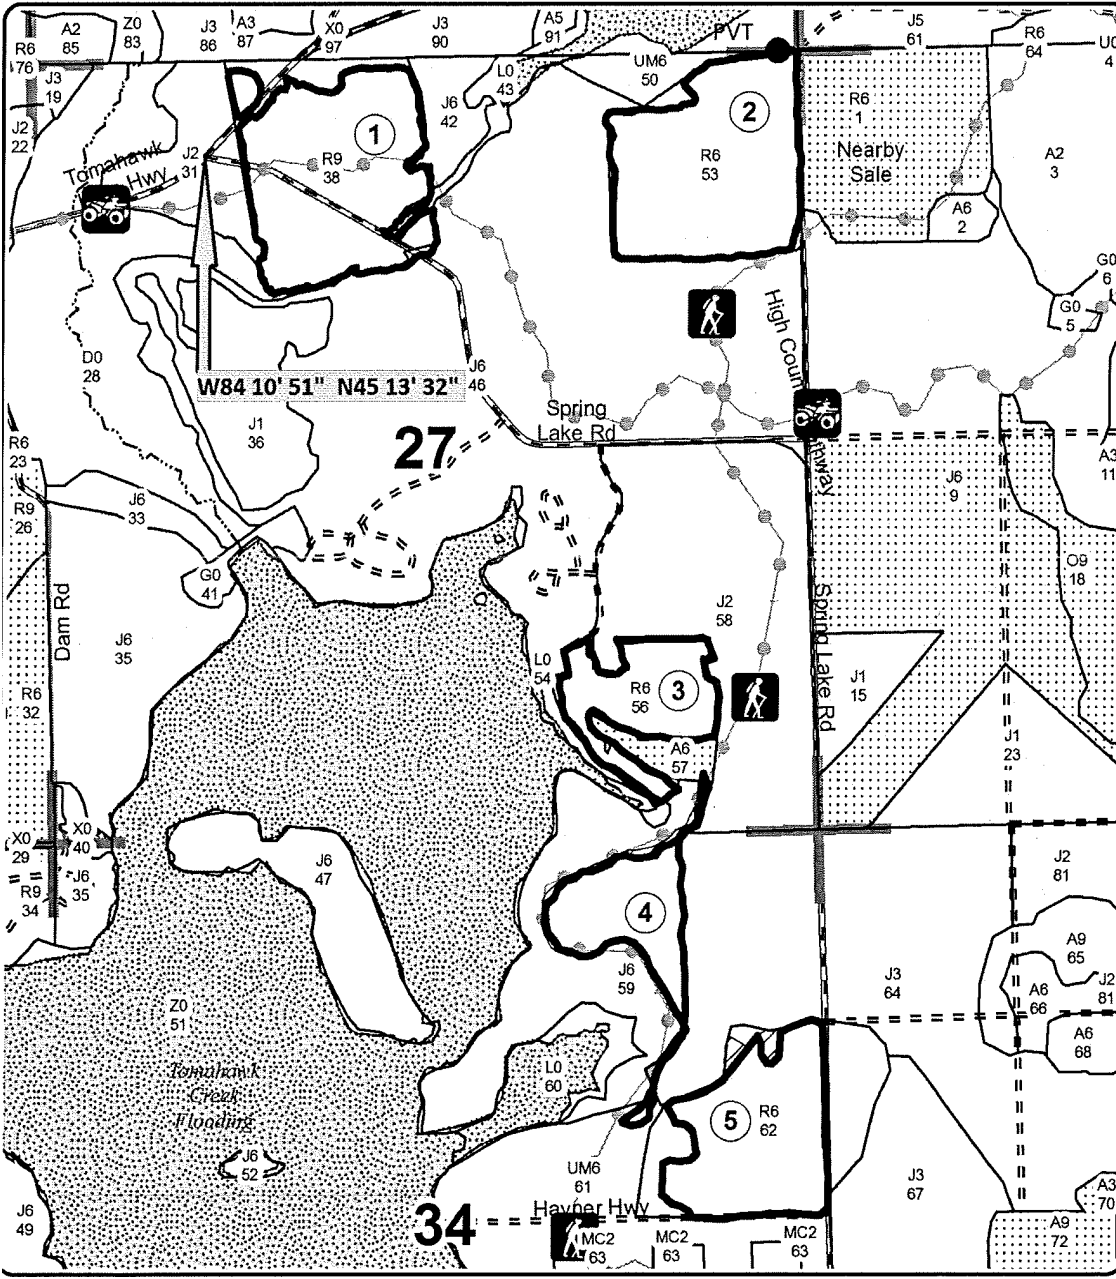 A2
85
Z0
83
J3
86
A3
87
X0
97
J3
90
A5
91
PVT
J5
61
R6
64
R6
76
J3
19
L0
43
UM6
50
J6
42
J2
22
1
2
R6
1
Nearby
Sale
A2
3
Tomahawk
Hwy
J2
31
R9
38
R6
53
A6
2
G0
6
G0
5
High Coun
mway
D0
28
W84 10' 51" N45 13' 32"
J6
46
J1
36
Spring
Lake Rd
27
R6
23
R9
26
J6
33
J6
9
A3
11
G0
41
O9
18
Dam Rd
J6
35
J2
58
Spring Lake Rd
L0
54
R6
56
3
J1
15
R6
32
A6
57
J1
23
X0
29
X0
40
J6
35
R9
34
J6
47
J2
81
4
A9
65
J6
59
J3
64
A6
66
J2
81
Z0
51
A6
68
Tomahawk
Creek
Flooding
L0
60
5
R6
62
J6
52
UM6
61
J3
67
A3
70
J6
49
34
Hayner Hwy
MC2
63
MC2
63
MC2
63
A9
72